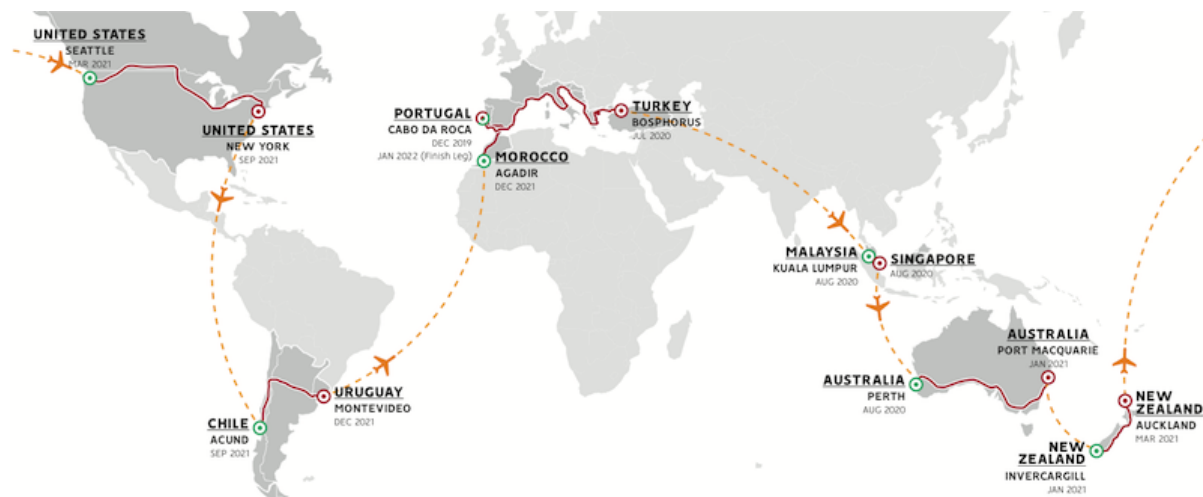 UNITED STATES
SEATTLE
MAR 2021
UNITED STATES
NEW YORK
SEP 2021
PORTUGAL
CABO DA ROCA
DEC 2019
JAN 2022 (Finish Leg)
MOROCCO
AGADIR
DEC 2021
TURKEY
BOSPHORUS
JUL 2020
MALAYSIA
KUALA LUMPUR
AUG 2020
SINGAPORE
AUG 2020
AUSTRALIA
PORT MACQUARIE
JAN 2021
AUSTRALIA
PERTH
AUG 2020
URUGUAY
MONTEVIDEO
DEC 2021
CHILE
ACUND
SEP 2021
NEW
ZEALAND
AUCKLAND
MAR 2021
NEW
ZEALAND
INVERCARGILL
JAN 2021